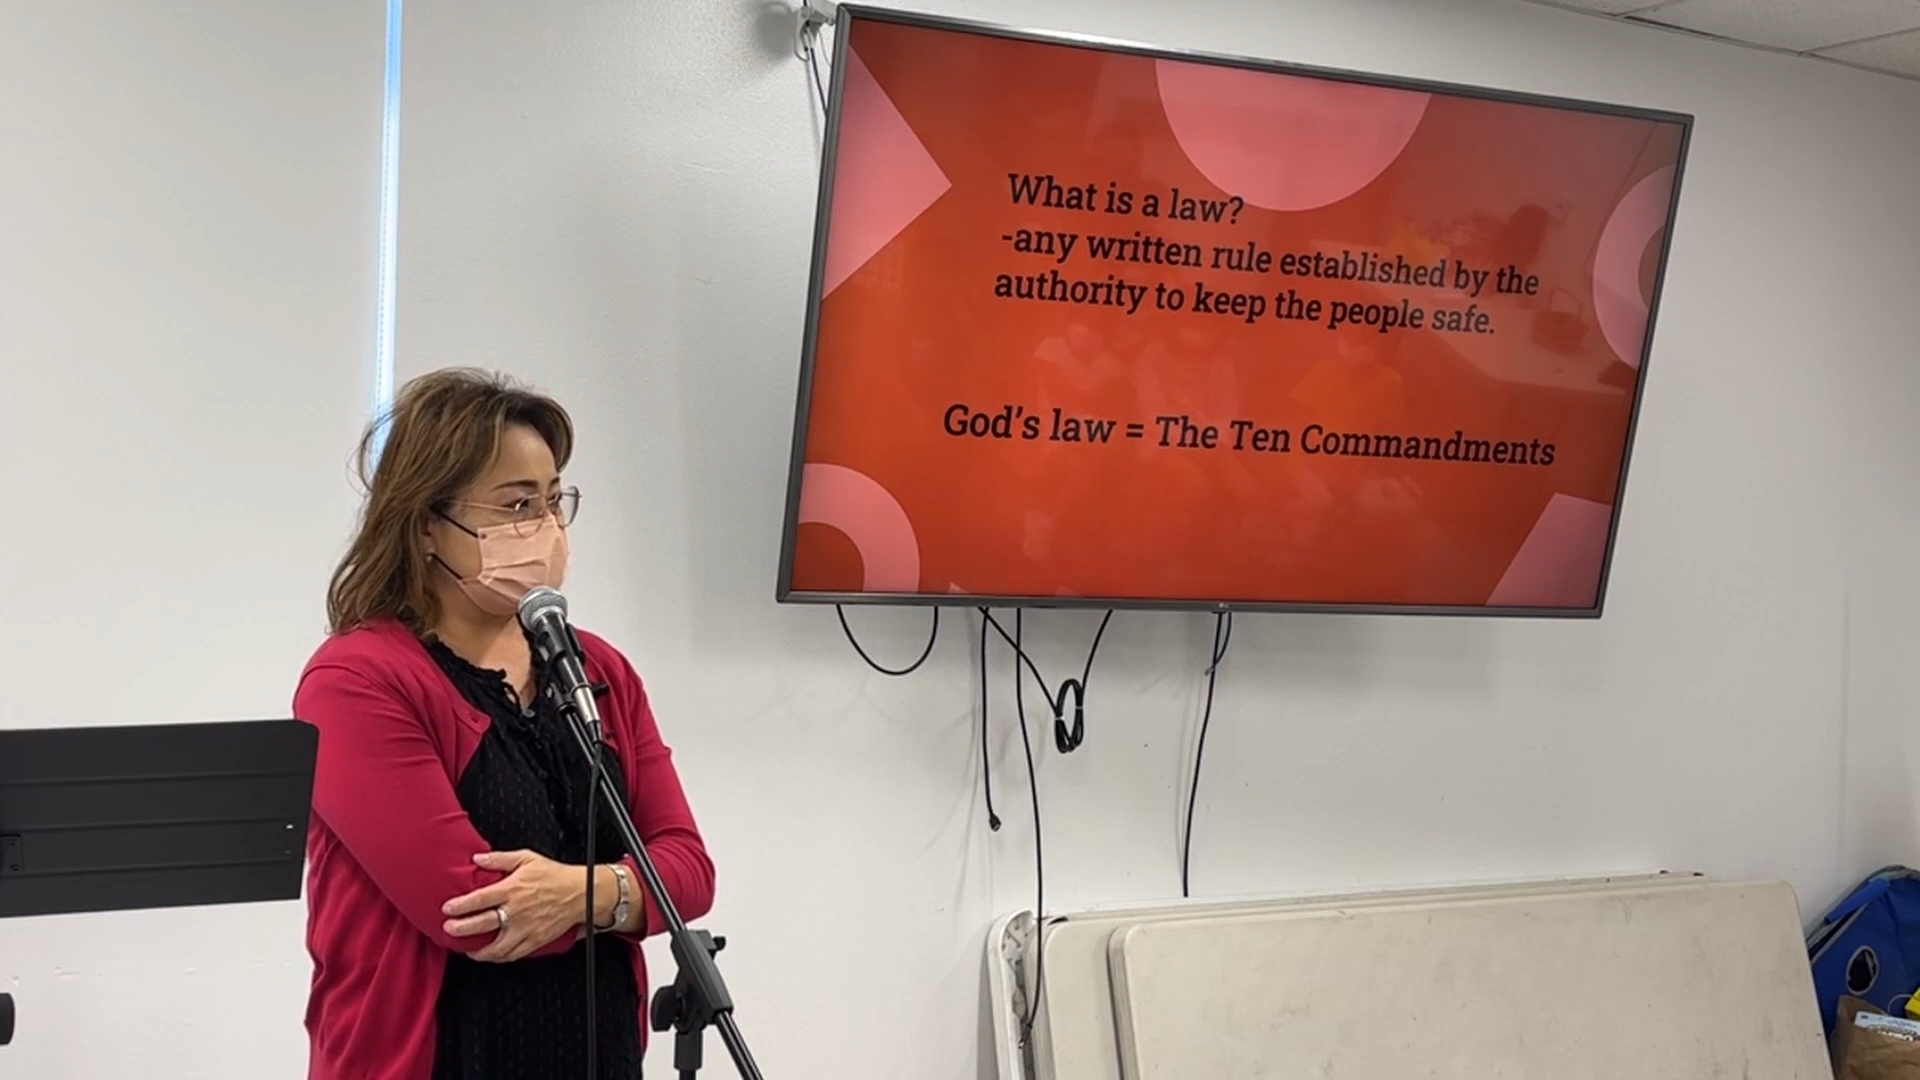 What is a law?
-any written rule established by the
authority to keep the people safe.
God's law = The Ten Commandments